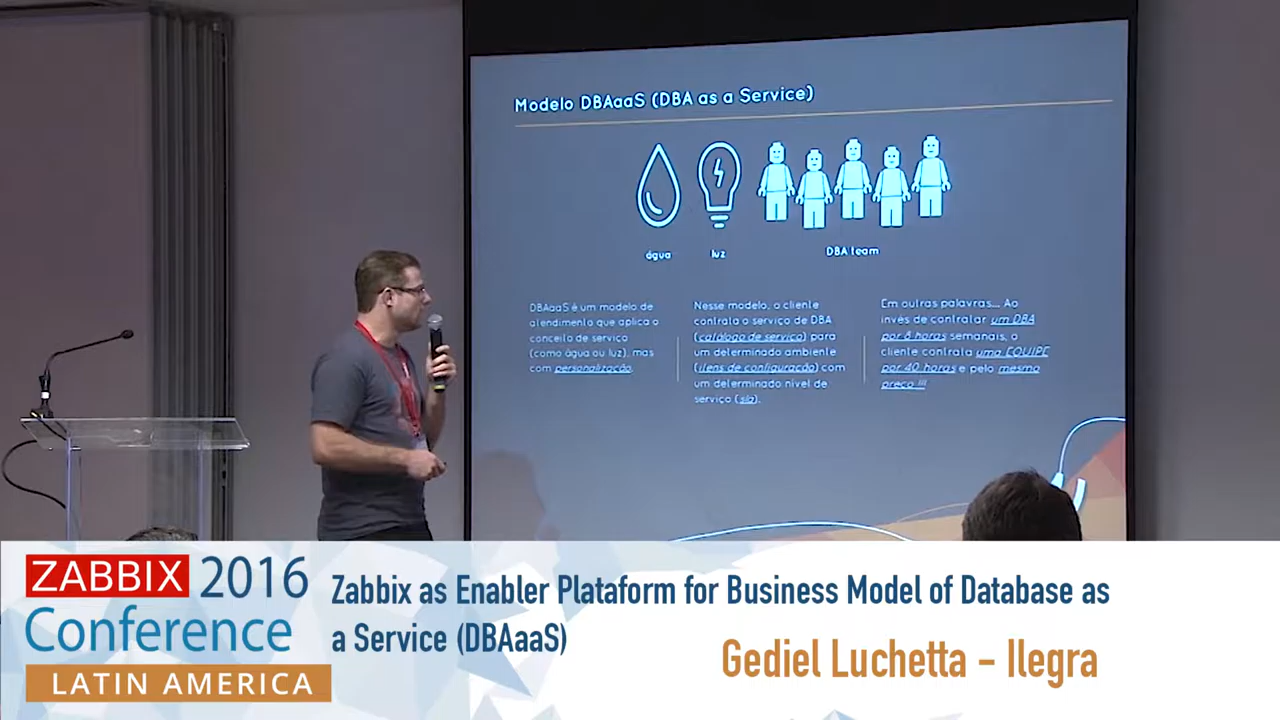 Modelo DBAaaS (DBA as a Service)
água
luz
DBA team
DBAaaS é um modelo de
atendimento que aplica o
conceito de serviço
(como água ou luz), mas
com personalização.
Nesse modelo, o cliente
contrata o serviço de DBA
(catálogo de serviço) para
um determinado ambiente
(itens de configuração) com
um determinado nível de
serviço (sla).
Em outras palavras... Ao
invés de contratar um DBA
por 8 horas semanais, o
cliente contrata uma EQUIPE
por 40 horas e pelo mesmo
preço !!!
ZABBIX 2016
Conference
LATIN AMERICA
Zabbix as Enabler Plataform for Business Model of Database as
a Service (DBAaaS)
Gediel Luchetta - Ilegra